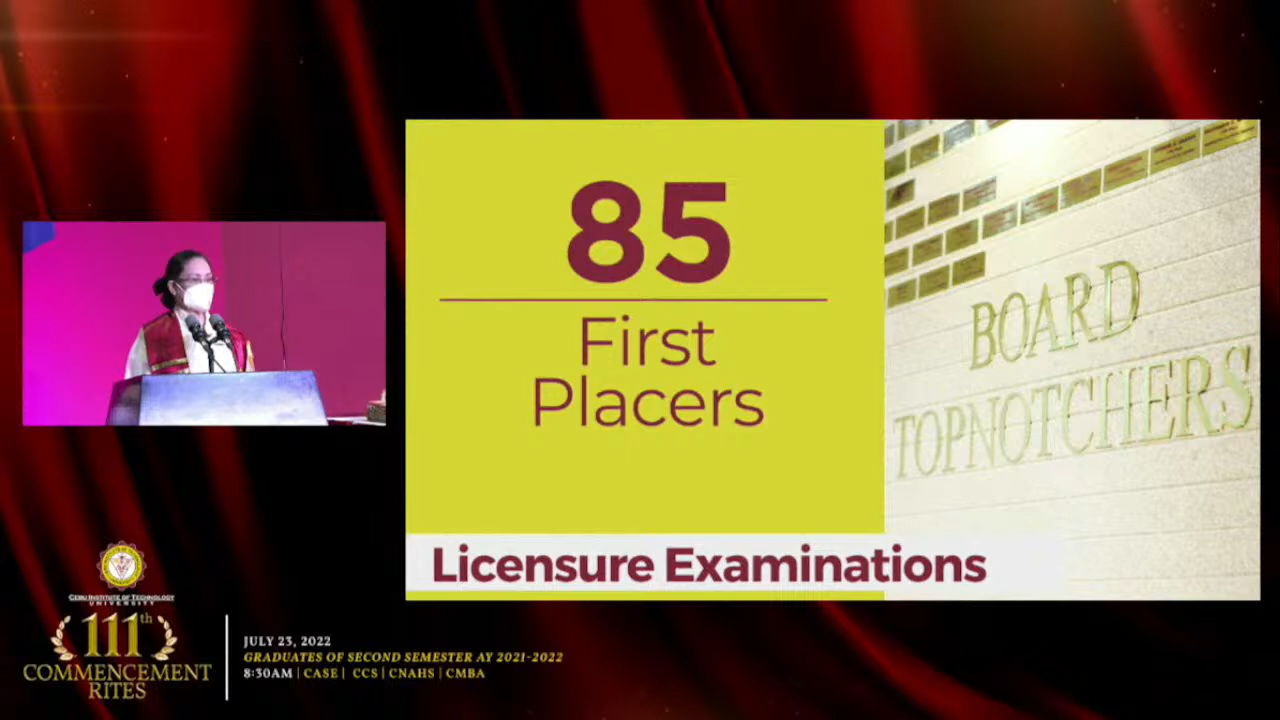 85
First
Placers
Licensure Examinations
BOARD
TOPNOTCHERS
CEBU INSTITUTE OF TECHNOLOGY
UNIVERSITY
111th
COMMENCEMENT
RITES
JULY 23, 2022
GRADUATES OF SECOND SEMESTER AY 2021-2022
8:30AM | CASE | CCS | CNAHS | CMBA